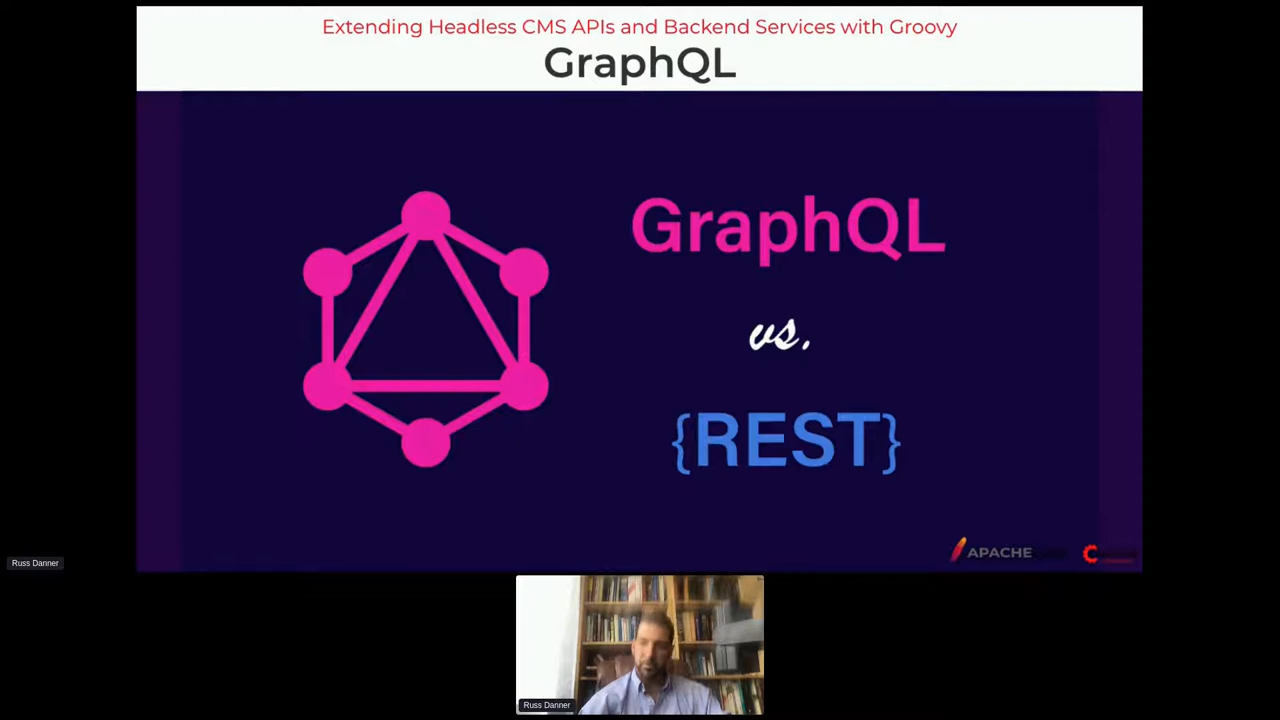 Extending Headless CMS APIs and Backend Services with Groovy
GraphQL
GraphQL
vs.
{REST}
APACHE
Russ Danner
Russ Danner